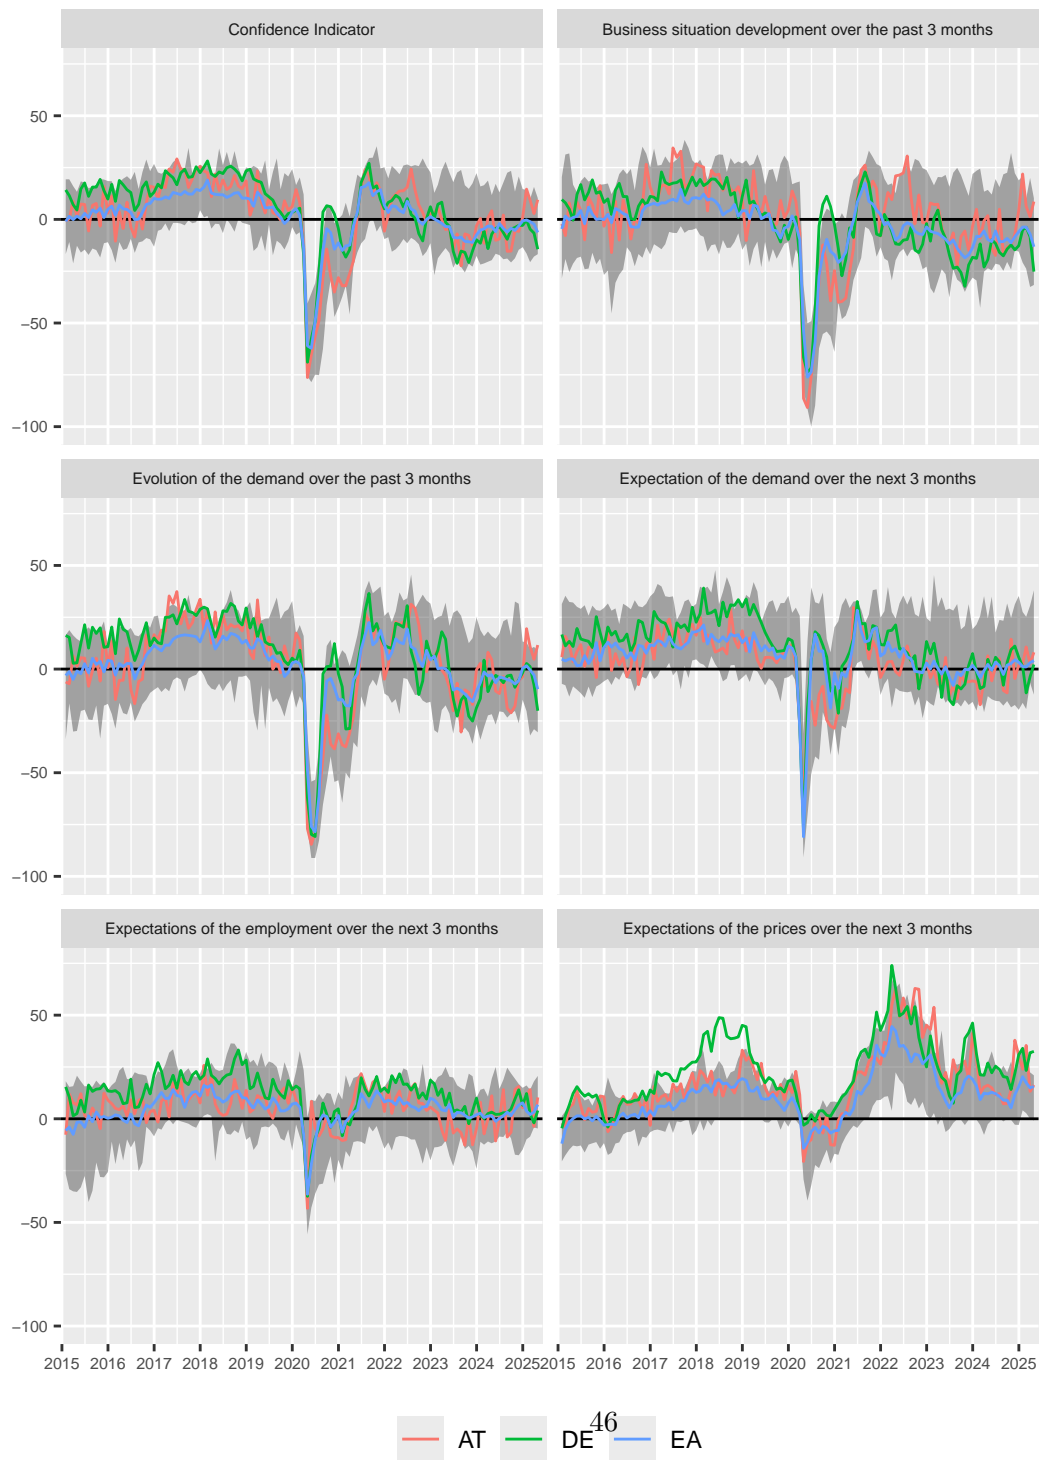 Confidence Indicator
Business situation development over the past 3 months
50
0
−50
−100
Evolution of the demand over the past 3 months
Expectation of the demand over the next 3 months
50
0
−50
−100
Expectations of the employment over the next 3 months
Expectations of the prices over the next 3 months
50
0
−50
−100
2015 2016 2017 2018 2019 2020 2021 2022 2023 2024 2025
2015 2016 2017 2018 2019 2020 2021 2022 2023 2024 2025
46
AT DE EA